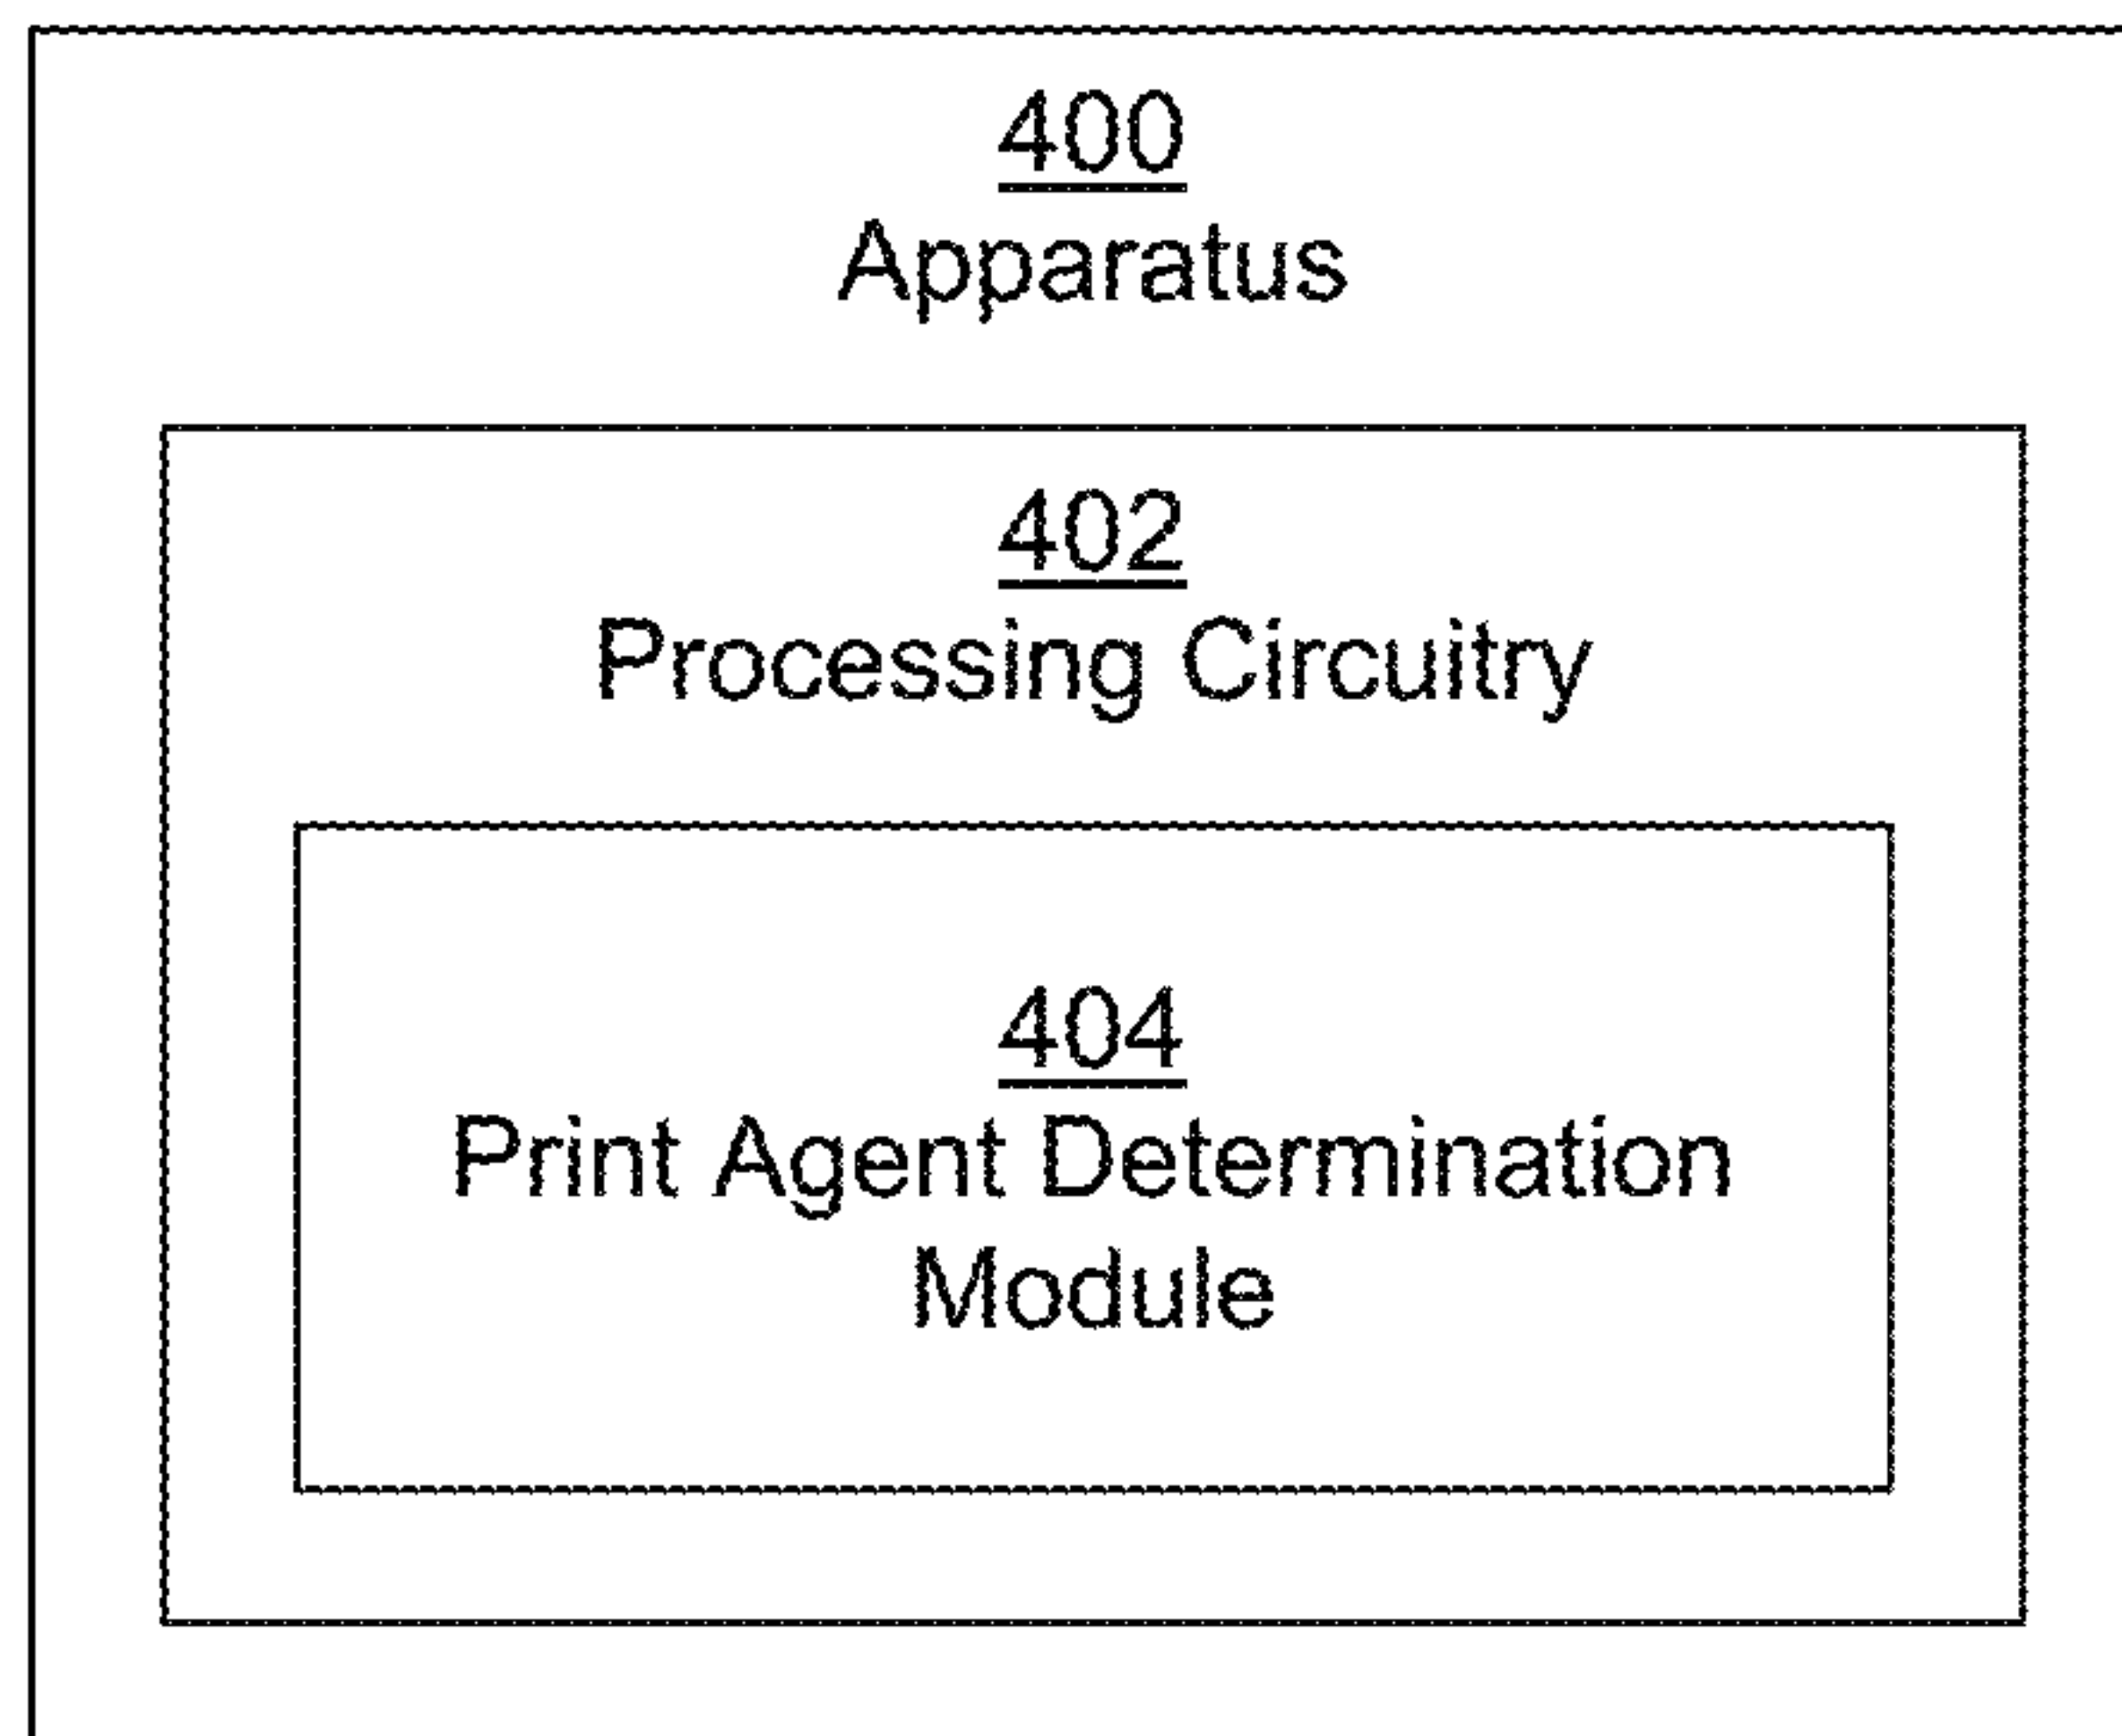 400
Apparatus
402
Processing Circuitry
404
Print Agent Determination
Module